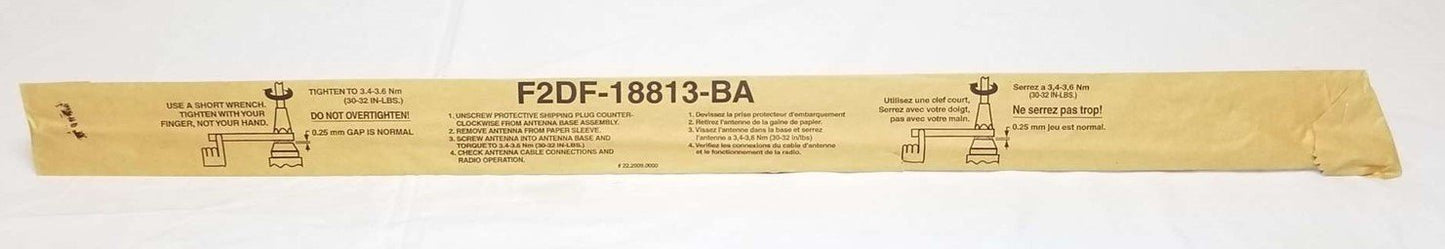 USE A SHORT WRENCH.
TIGHTEN WITH YOUR
FINGER, NOT YOUR HAND.
TIGHTEN TO 3.4-3.6 Nm
(30-32 IN-LBS.)
DO NOT OVERTIGHTEN!
0.25 mm GAP IS NORMAL
F2DF-18813-BA
1. UNSCREW PROTECTIVE SHIPPING PLUG COUNTER-
CLOCKWISE FROM ANTENNA BASE ASSEMBLY.
2. REMOVE ANTENNA FROM PAPER SLEEVE.
3. SCREW ANTENNA INTO ANTENNA BASE AND
TORQUE TO 3.4-3.6 Nm (30-32 IN-LBS.)
4. CHECK ANTENNA CABLE CONNECTIONS AND
RADIO OPERATION.
1. Devissez la prise protecteur d'embarquement
2. Retirez l'antenne de la gaine de papier.
3. Vissez l'antenne dans la base et serrez
l'antenne a 3,4-3,6 Nm (30-32 in/lbs)
4. Verifiez les connexions du cable d'antenne
et le fonctionnement de la radio.
# 22.2009.0000
Utilisez une clef court,
Serrez avec votre doigt,
pas avec votre main.
Serrez a 3,4-3,6 Nm
(30-32 IN-LBS.)
Ne serrez pas trop!
0.25 mm jeu est normal.